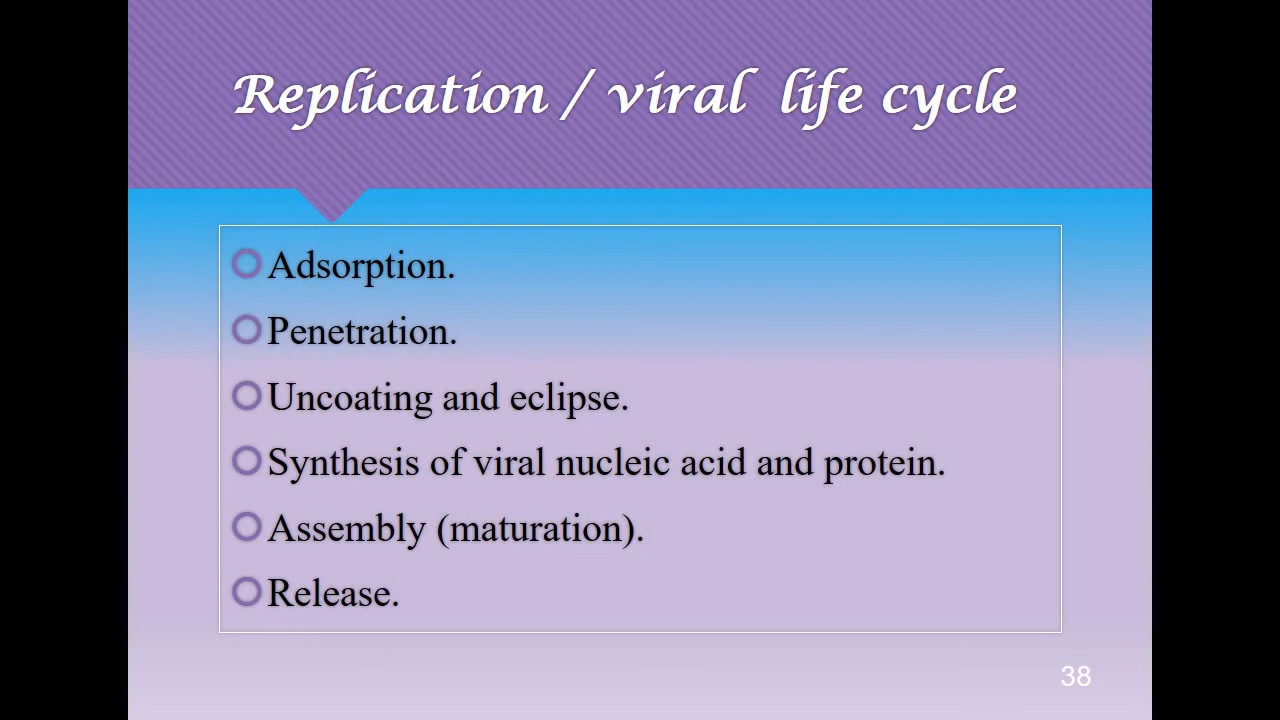 Replication / viral life cycle
Adsorption.
Penetration.
Uncoating and eclipse.
Synthesis of viral nucleic acid and protein.
Assembly (maturation).
Release.
38